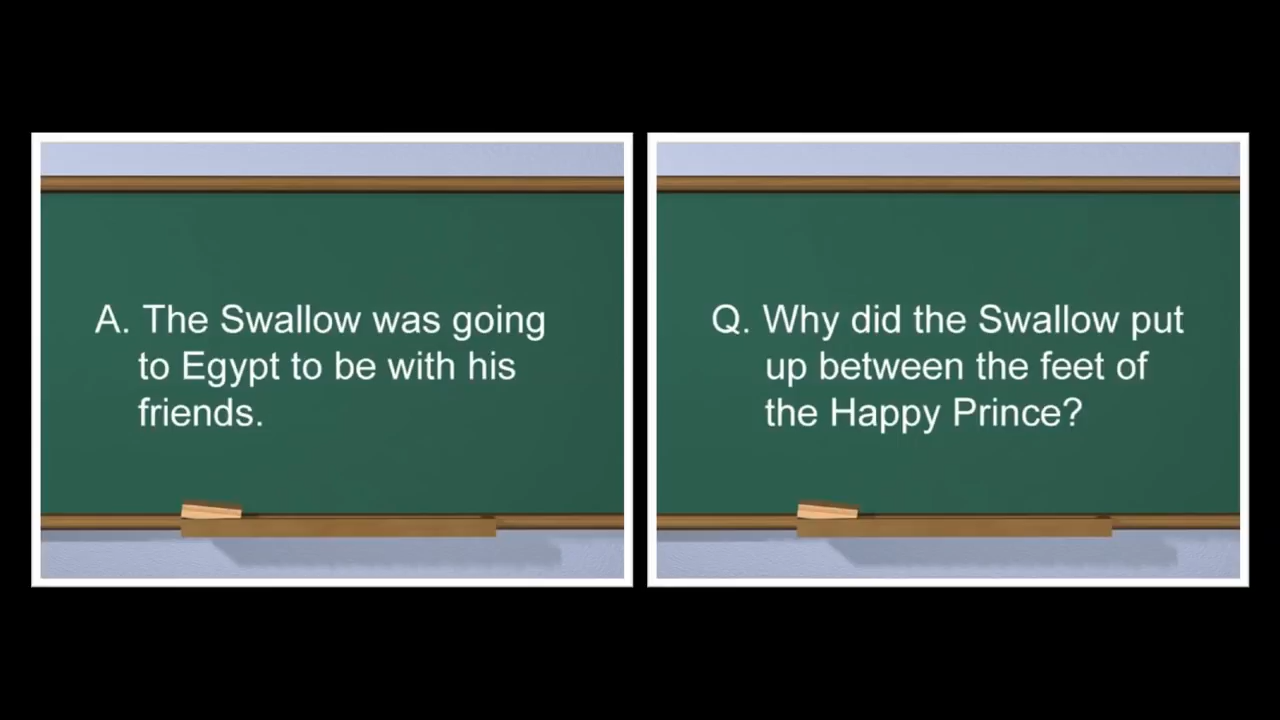 A. The Swallow was going
to Egypt to be with his
friends.
Q. Why did the Swallow put
up between the feet of
the Happy Prince?